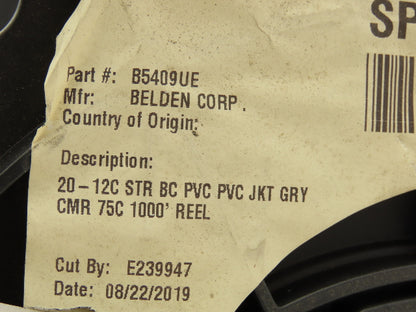 SP
Part #: B5409UE
Mfr: BELDEN CORP.
Country of Origin:
Description:
20-12C STR BC PVC PVC JKT GRY
CMR 75C 1000' REEL
Cut By: E239947
Date: 08/22/2019